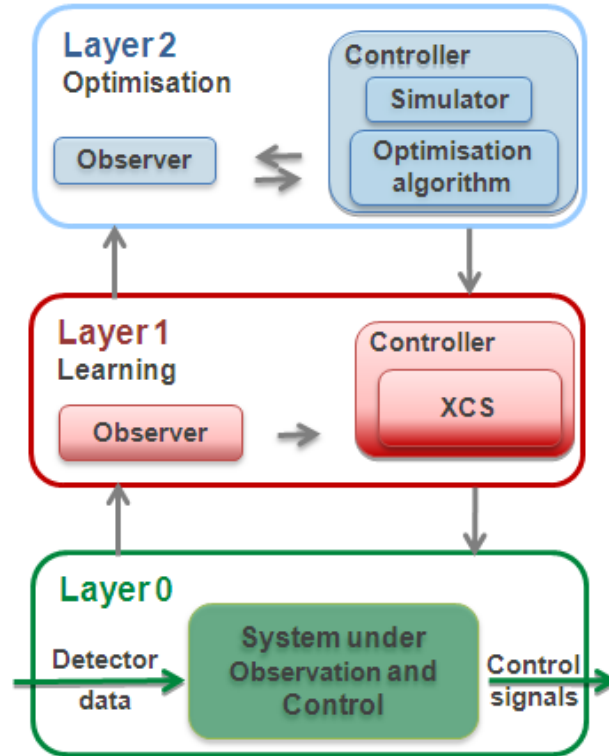 Layer 2
Optimisation
Controller
Simulator
Observer
Optimisation
algorithm
Layer 1
Learning
Controller
XCS
Observer
Layer 0
Detector
data
System under
Observation and
Control
Control
signals